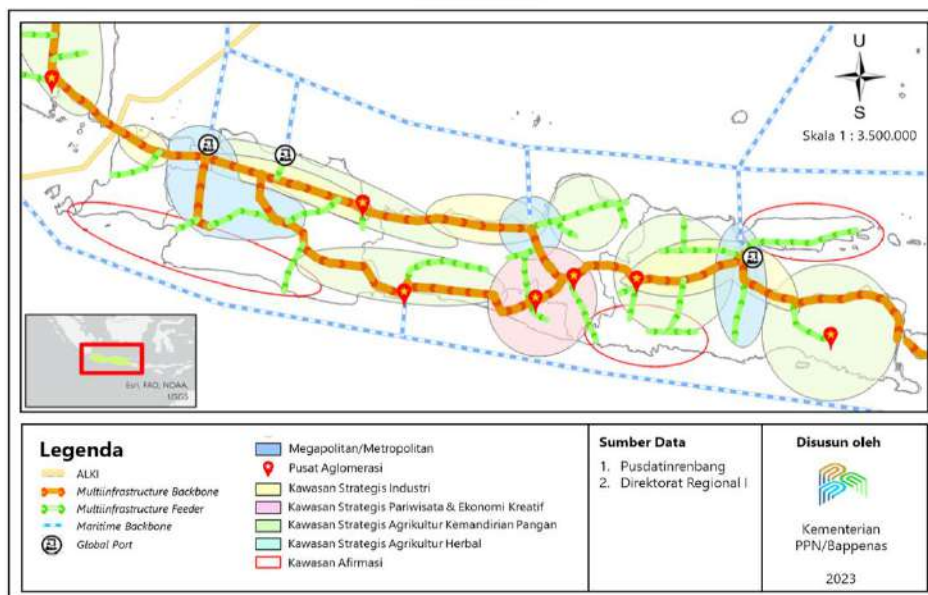 U
S
Skala 1 : 3.500.000
Esri, FAO, NOAA,
USGS
Legenda
ALKI
Multiinfrastructure Backbone
Multiinfrastructure Feeder
Maritime Backbone
Global Port
Megapolitan/Metropolitan
Pusat Aglomerasi
Kawasan Strategis Industri
Kawasan Strategis Pariwisata & Ekonomi Kreatif
Kawasan Strategis Agrikultur Kemandirian Pangan
Kawasan Strategis Agrikultur Herbal
Kawasan Afirmasi
Sumber Data
1. Pusdatinrenbang
2. Direktorat Regional I
Disusun oleh
Kementerian
PPN/Bappenas
2023